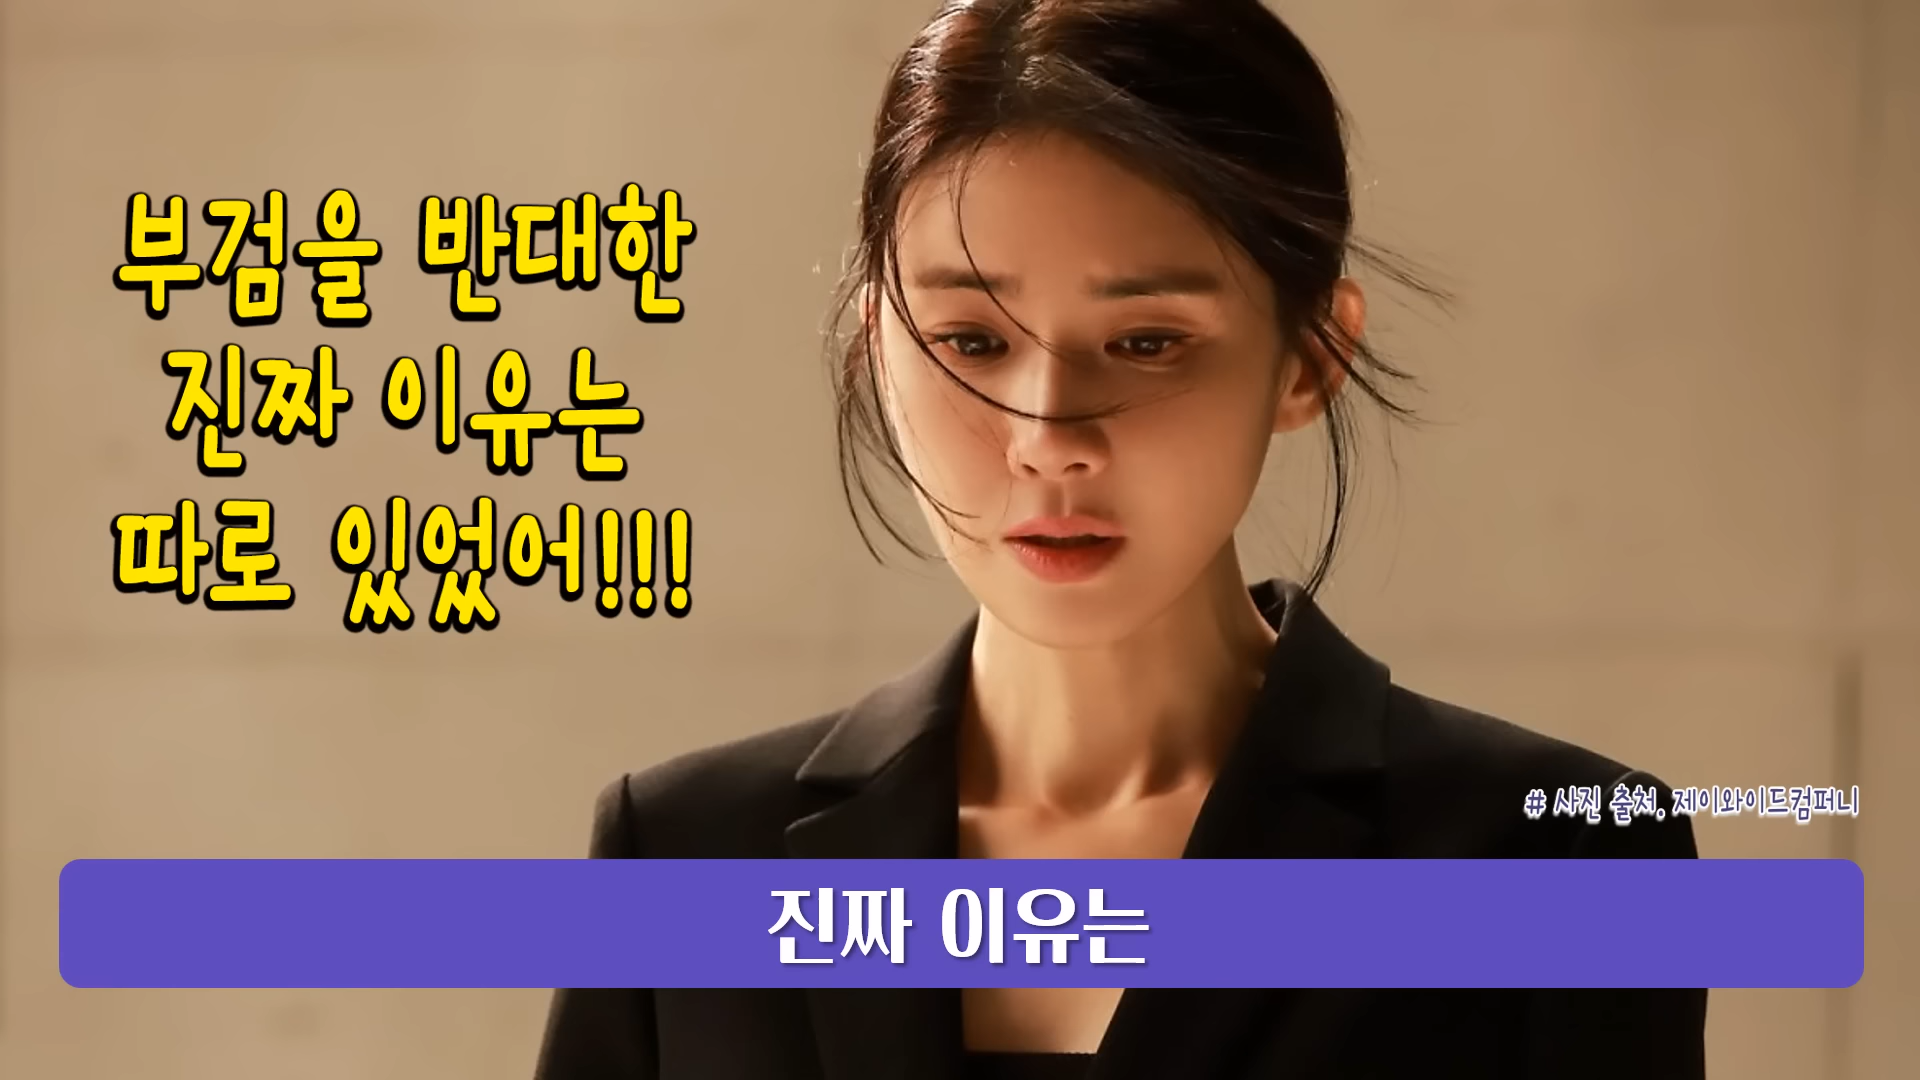 부검을 반대한
진짜 이유는
따로 있었어!!!
# 사진 출처. 제이와이드컴퍼니
진짜 이유는